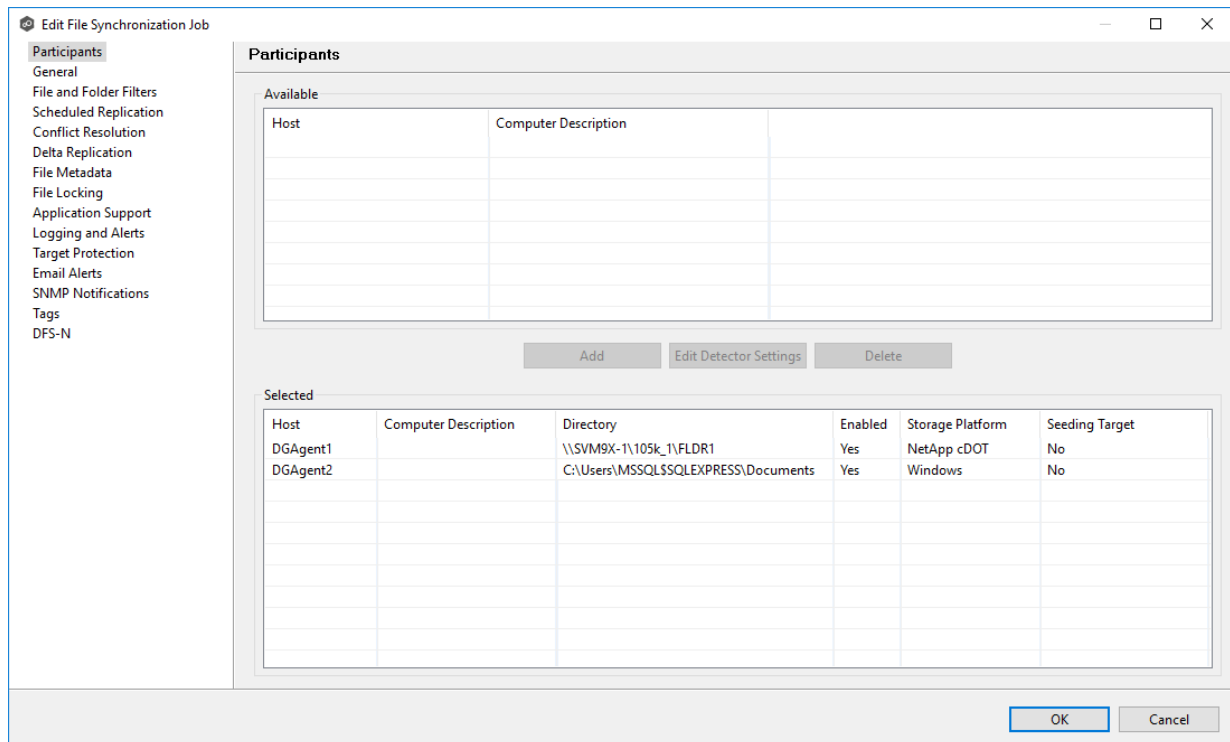 Edit File Synchronization Job
Participants
General
File and Folder Filters
Scheduled Replication
Conflict Resolution
Delta Replication
File Metadata
File Locking
Application Support
Logging and Alerts
Target Protection
Email Alerts
SNMP Notifications
Tags
DFS-N
Participants
Available
Host Computer Description
Add Edit Detector Settings Delete
Selected
Host Computer Description Directory Enabled Storage Platform Seeding Target
DGAgent1 \\SVM9X-1\105k_1\FLDR1 Yes NetApp cDOT No
DGAgent2 C:\Users\MSSQL$SQLEXPRESS\Documents Yes Windows No
OK Cancel